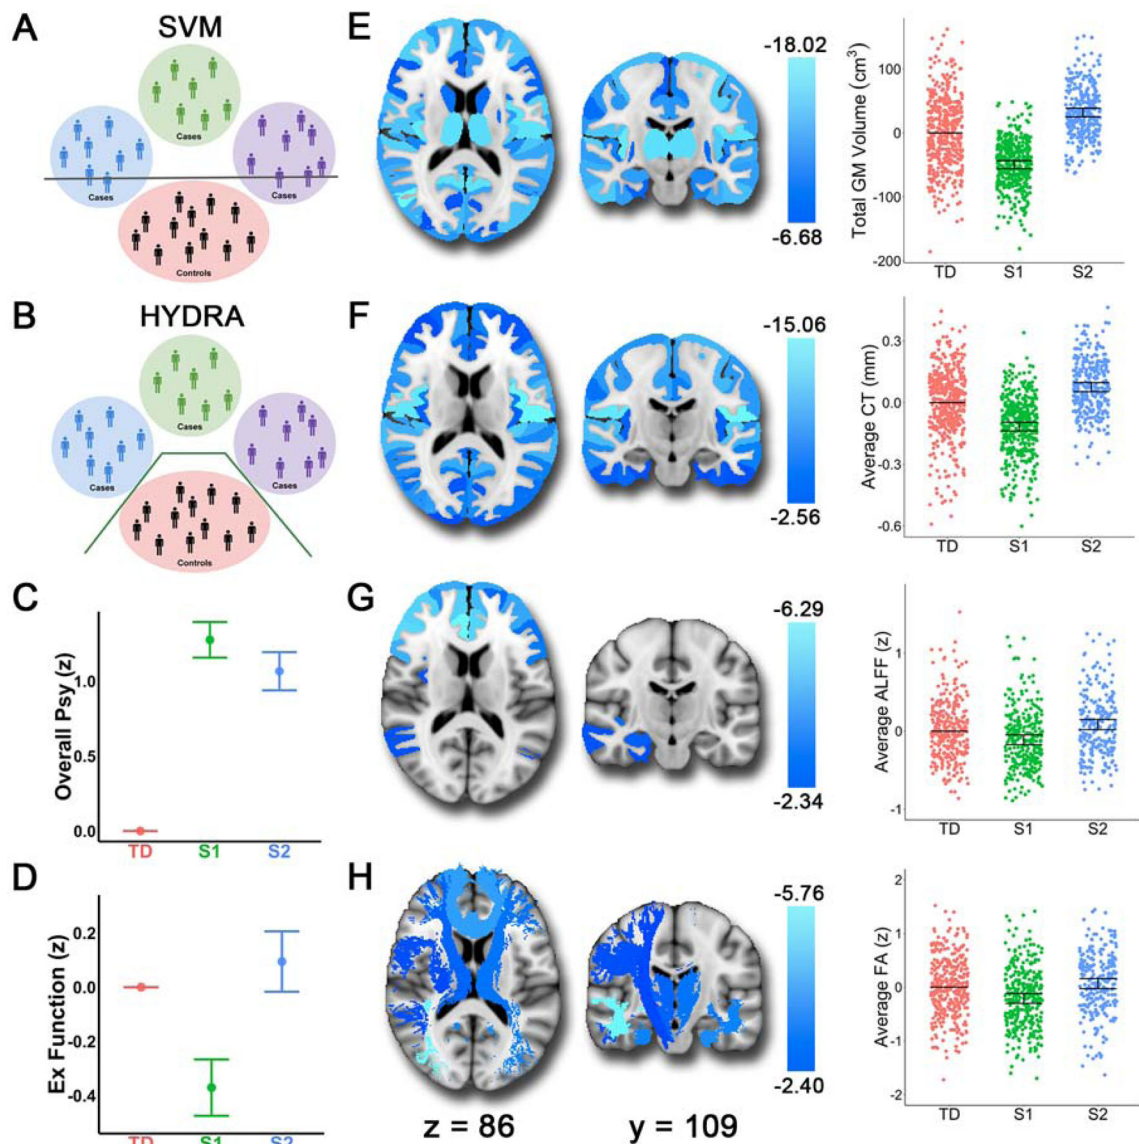 A
SVM
Cases
Cases
Cases
Controls
B
HYDRA
Cases
Cases
Cases
Controls
C
Overall Psy (z)
1.0
0.5
0.0
TD S1 S2
D
Ex Function (z)
0.2
0.0
-0.2
-0.4
TD S1 S2
E
-18.02
-6.68
Total GM Volume (cm³)
100
0
-100
-200
TD S1 S2
F
-15.06
-2.56
Average CT (mm)
0.3
0.0
-0.3
-0.6
TD S1 S2
G
-6.29
-2.34
Average ALFF (z)
1
0
-1
TD S1 S2
H
-5.76
-2.40
z = 86 y = 109
Average FA (z)
2
1
0
-1
-2
TD S1 S2